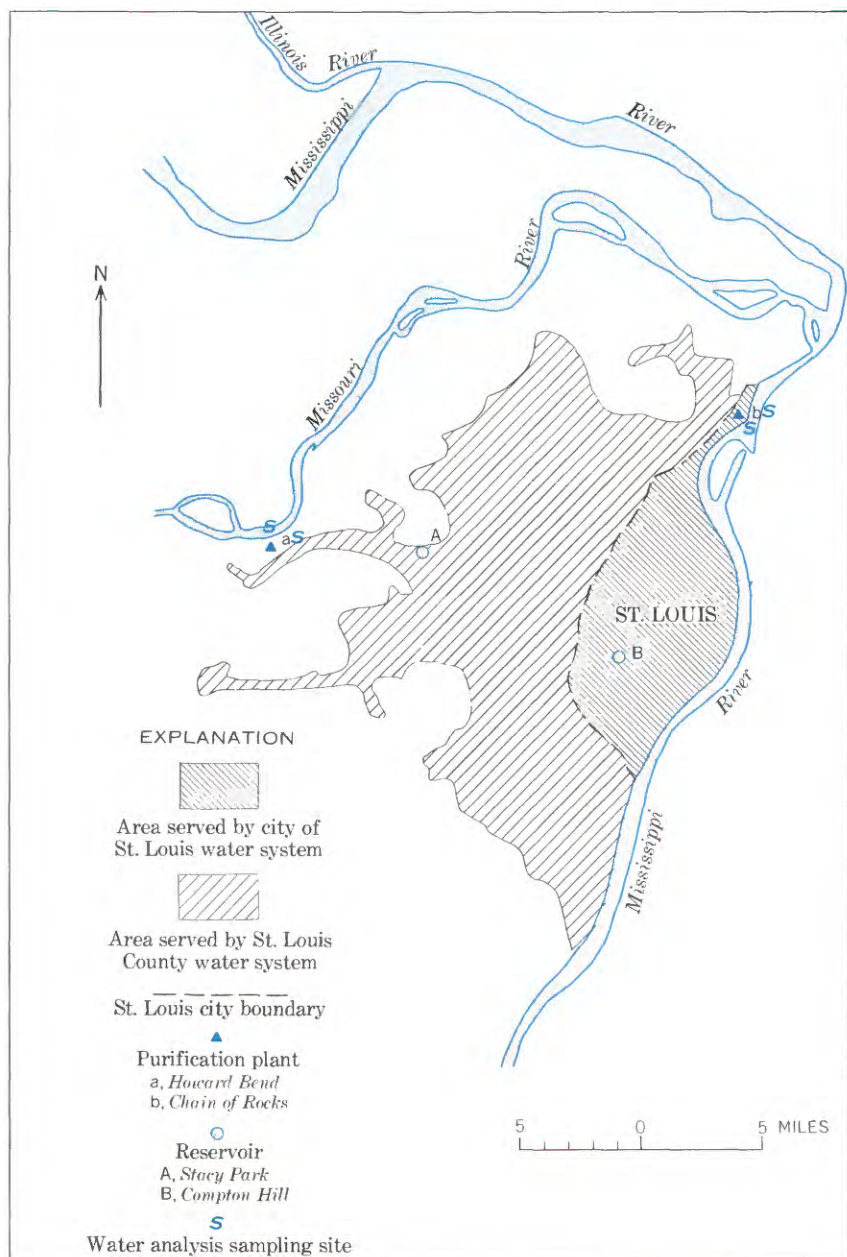 Illinois
River
Mississippi
River
River
N
Missouri
S
b
S
S
a
S
A
ST. LOUIS
B
River
Mississippi
EXPLANATION
Area served by city of
St. Louis water system
Area served by St. Louis
County water system
St. Louis city boundary
Purification plant
a, Howard Bend
b, Chain of Rocks
Reservoir
A, Stacy Park
B, Compton Hill
S
Water analysis sampling site
5 0 5 MILES